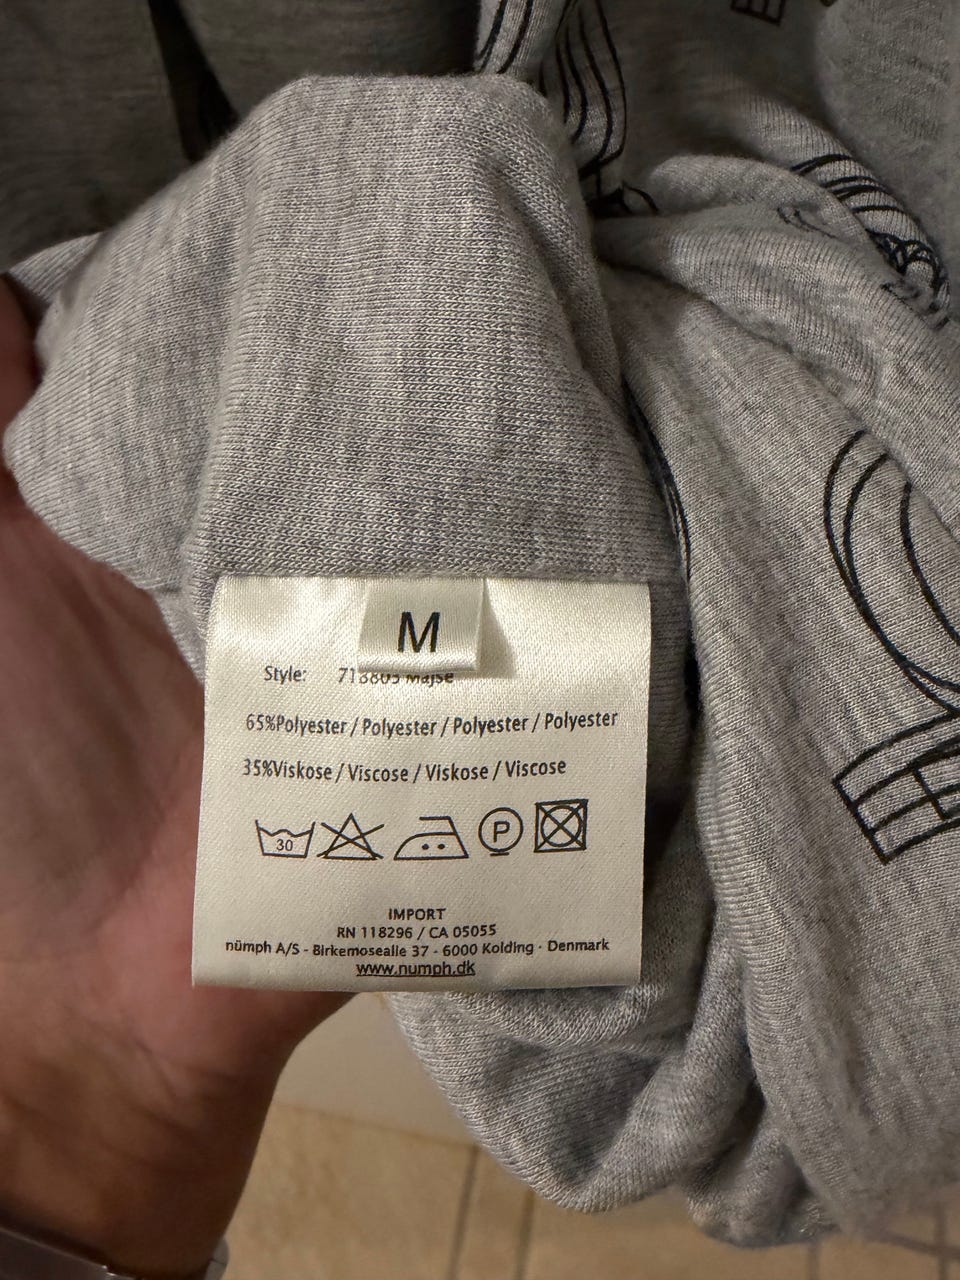 M
Style: Majse
65%Polyester / Polyester / Polyester / Polyester
35%Viskose / Viscose / Viskose / Viscose
30
P
IMPORT
RN 118296 / CA 05055
nümph A/S - Birkemosealle 37 - 6000 Kolding · Denmark
www.numph.dk